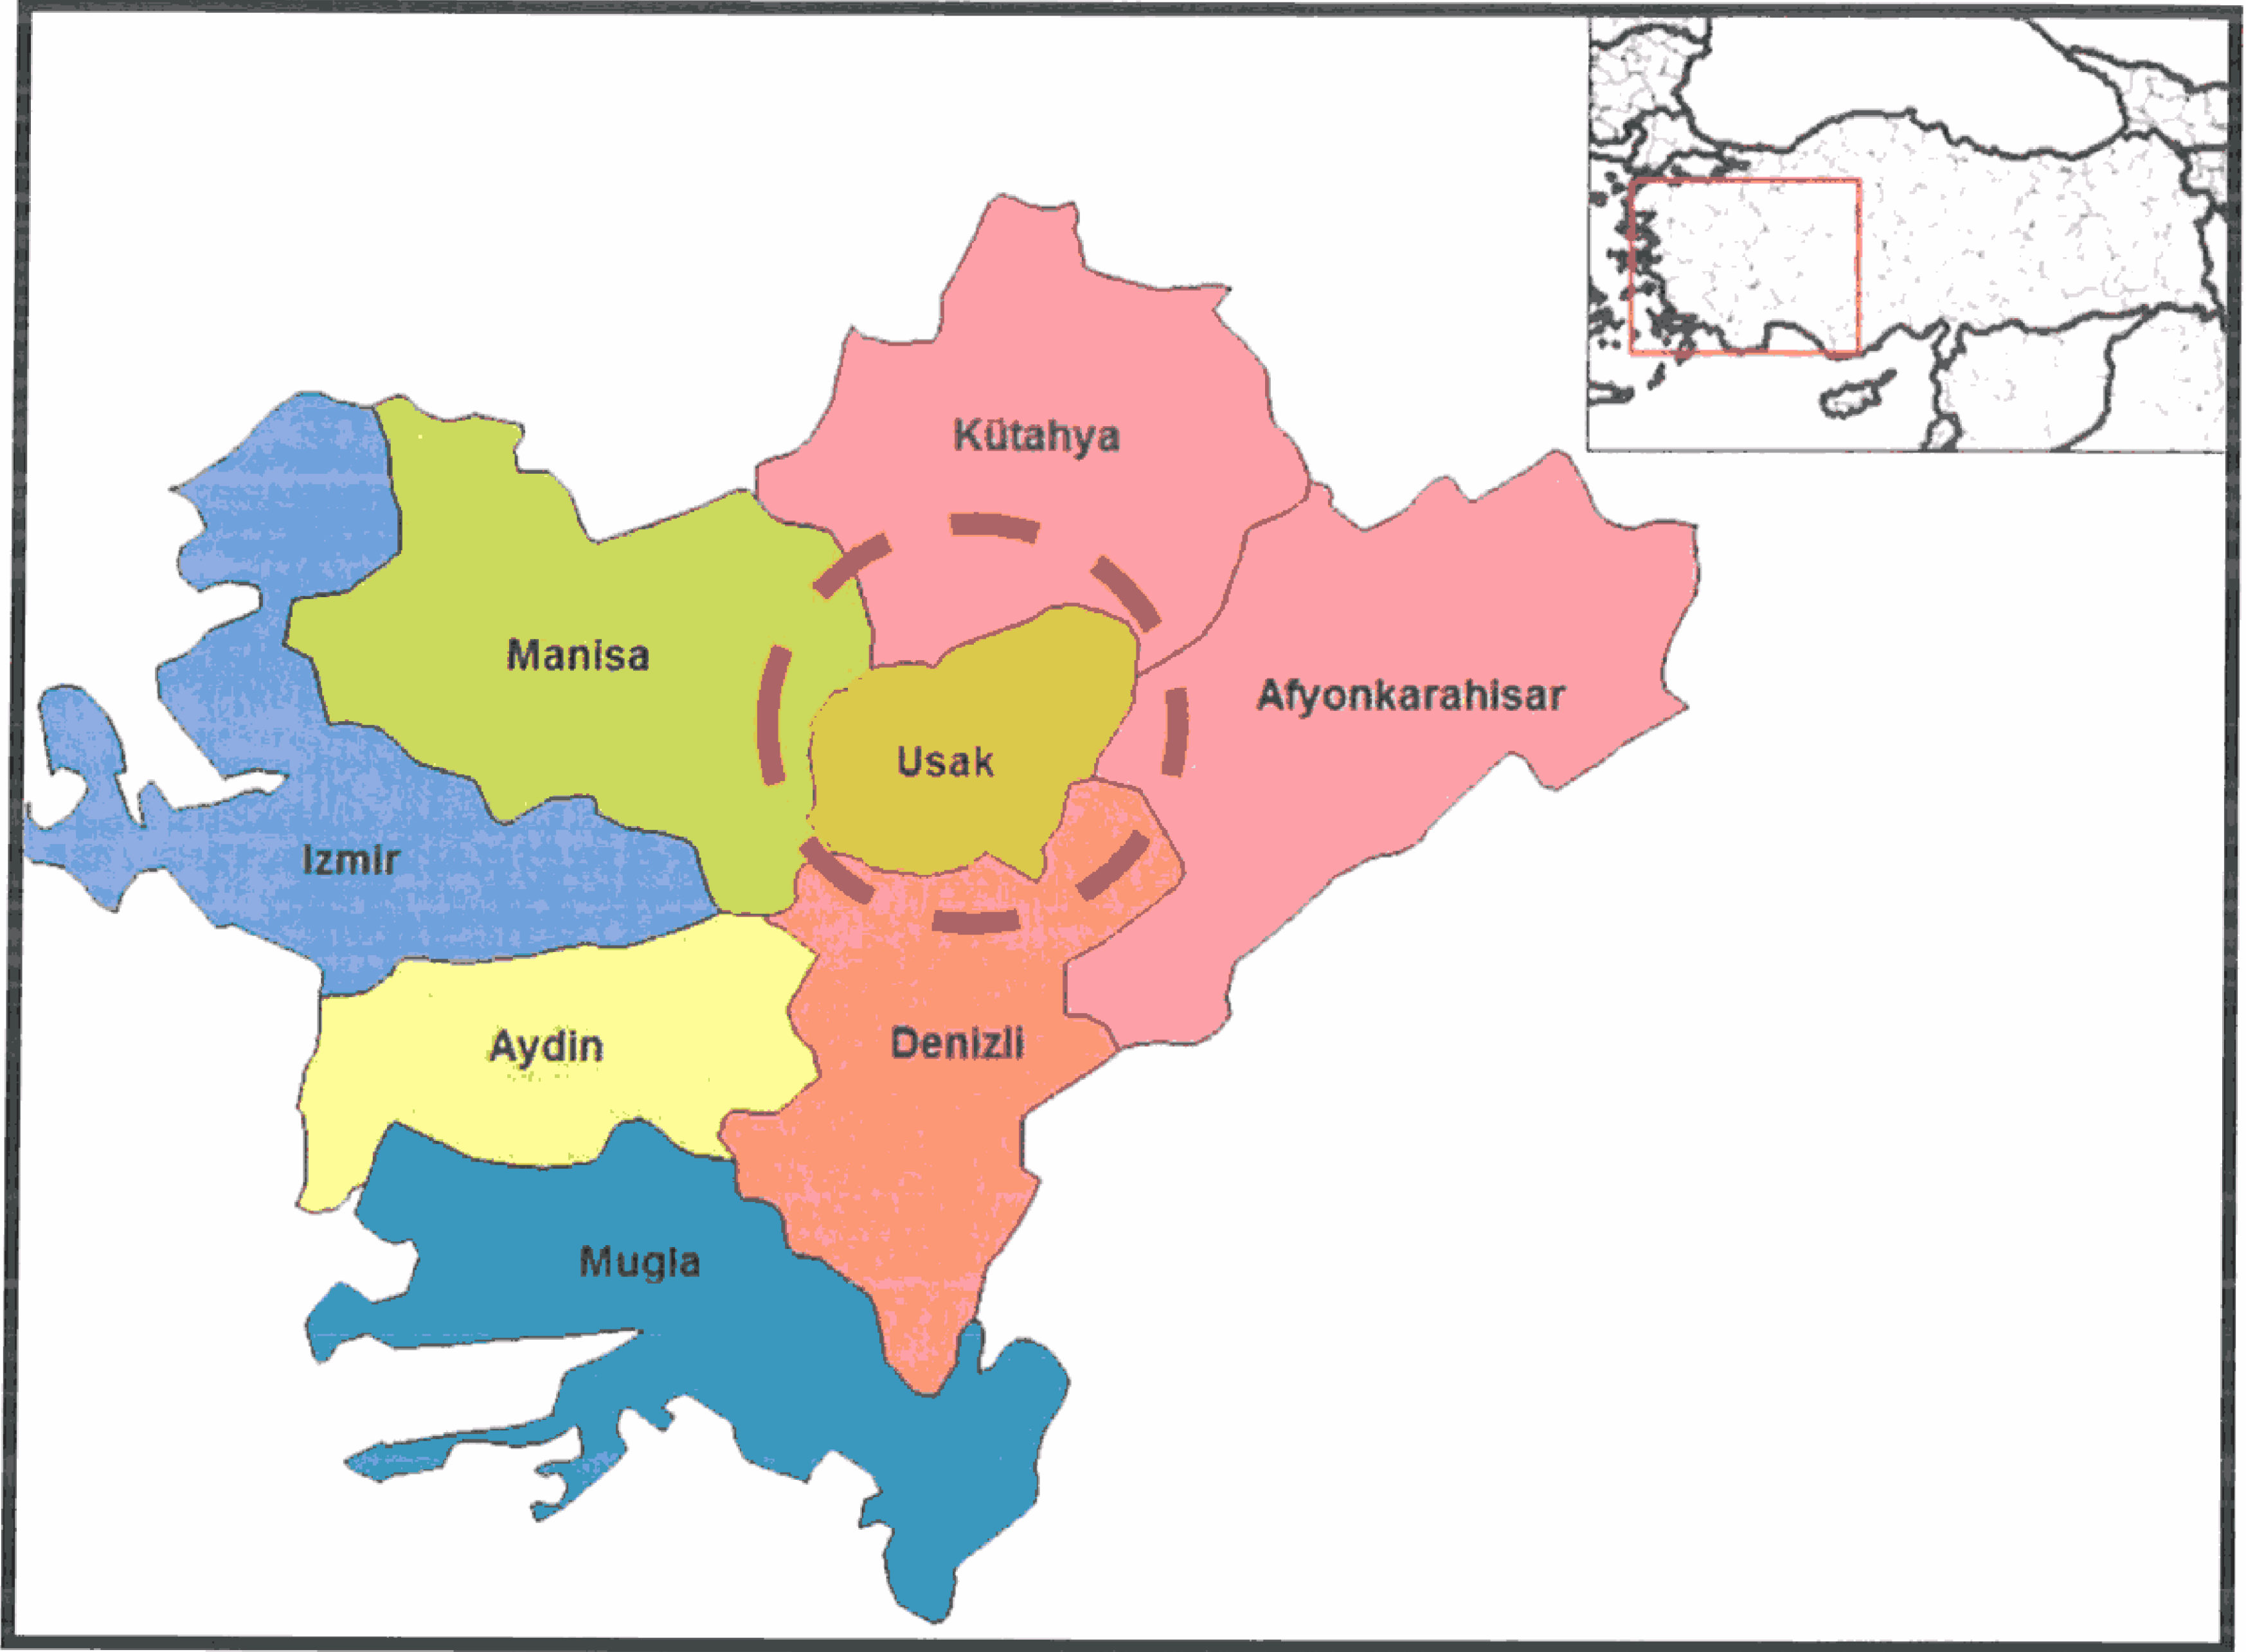 Kütahya
Manisa
Afyonkarahisar
Usak
Izmir
Aydin
Denizli
Mugla